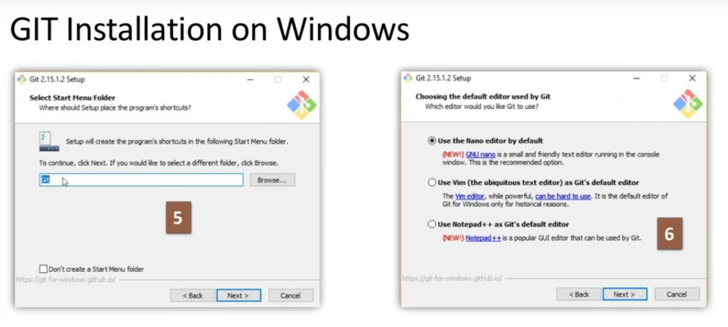 GIT Installation on Windows
Git 2.15.1.2 Setup
Select Start Menu Folder
Where should Setup place the program's shortcuts?
Setup will create the program's shortcuts in the following Start Menu folder.
To continue, click Next. If you would like to select a different folder, click Browse.
Git
Browse...
5
Don't create a Start Menu folder
https://git-for-windows.github.io/
< Back
Next >
Cancel
Git 2.15.1.2 Setup
Choosing the default editor used by Git
Which editor would you like Git to use?
Use the Nano editor by default
(NEW!) GNU nano is a small and friendly text editor running in the console
window. This is the recommended option.
Use Vim (the ubiquitous text editor) as Git's default editor
The Vim editor, while powerful, can be hard to use. It is the default editor of
Git for Windows only for historical reasons.
Use Notepad++ as Git's default editor
(NEW!) Notepad++ is a popular GUI editor that can be used by Git.
6
https://git-for-windows.github.io/
< Back
Next >
Cancel